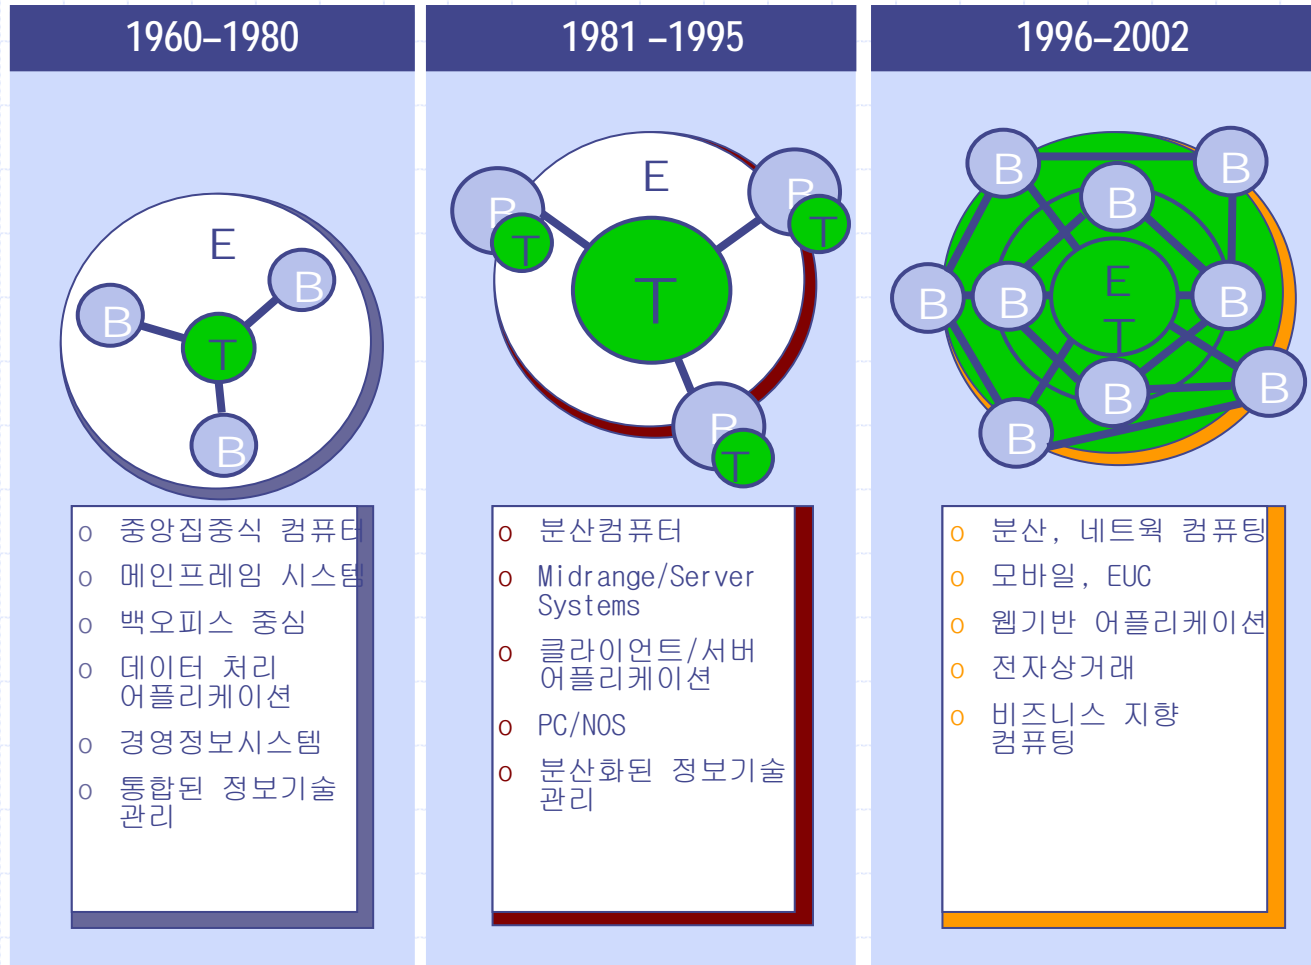 1960–1980
E
B
B
T
B
o 중앙집중식 컴퓨터
o 메인프레임 시스템
o 백오피스 중심
o 데이터 처리
어플리케이션
o 경영정보시스템
o 통합된 정보기술
관리
1981 –1995
E
B
T
B
T
T
B
T
o 분산컴퓨터
o Midrange/Server
Systems
o 클라이언트/서버
어플리케이션
o PC/NOS
o 분산화된 정보기술
관리
1996–2002
B
B
B
B
B
E
T
B
B
B
B
o 분산, 네트웍 컴퓨팅
o 모바일, EUC
o 웹기반 어플리케이션
o 전자상거래
o 비즈니스 지향
컴퓨팅